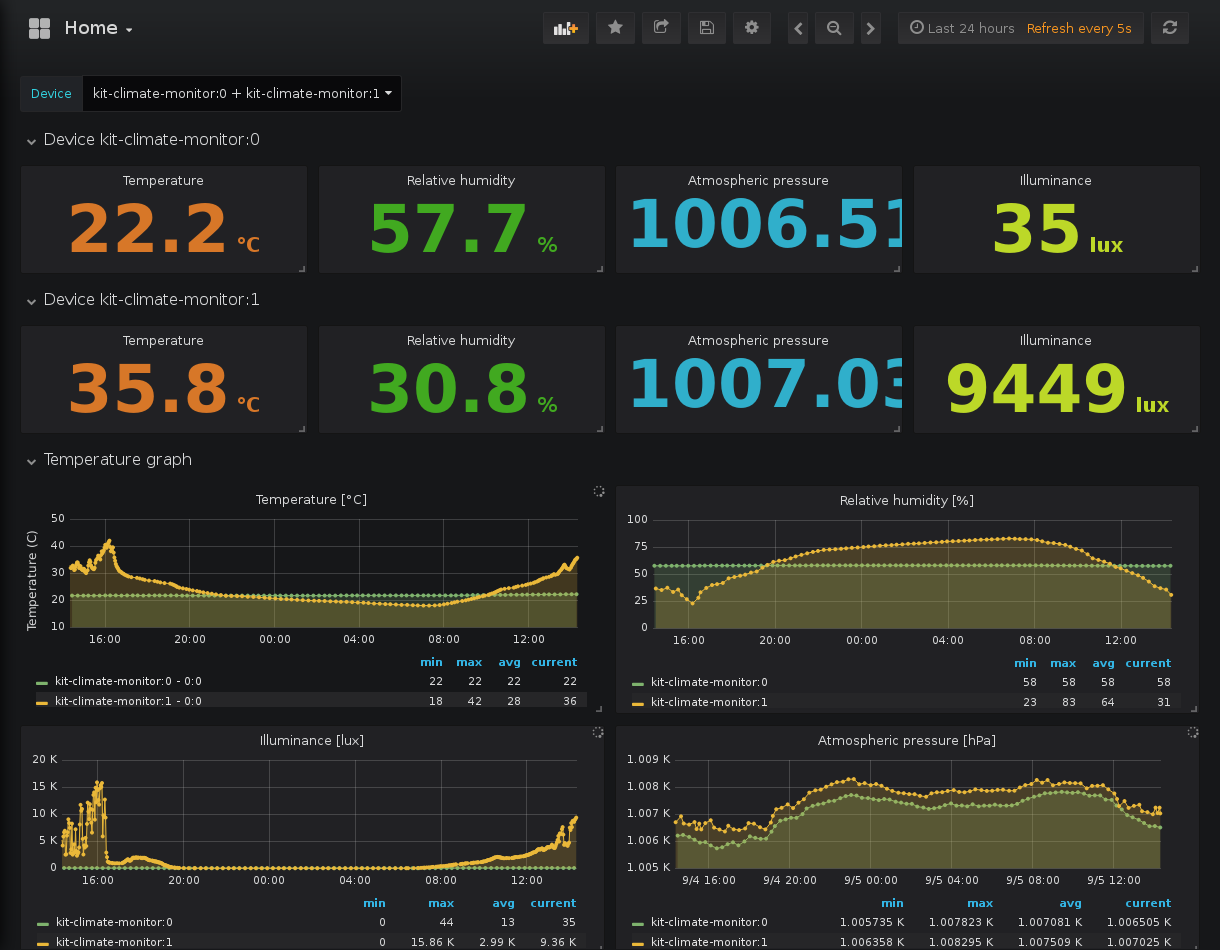 Home
Last 24 hours Refresh every 5s
Device kit-climate-monitor:0 + kit-climate-monitor:1
Device kit-climate-monitor:0
Temperature
22.2 °C
Relative humidity
57.7 %
Atmospheric pressure
1006.51
Illuminance
35 lux
Device kit-climate-monitor:1
Temperature
35.8 °C
Relative humidity
30.8 %
Atmospheric pressure
1007.03
Illuminance
9449 lux
Temperature graph
Temperature [°C]
Temperature (C)
50
40
30
20
10
16:00 20:00 00:00 04:00 08:00 12:00
min max avg current
kit-climate-monitor:0 - 0:0 22 22 22 22
kit-climate-monitor:1 - 0:0 18 42 28 36
Relative humidity [%]
100
75
50
25
0
16:00 20:00 00:00 04:00 08:00 12:00
min max avg current
kit-climate-monitor:0 58 58 58 58
kit-climate-monitor:1 23 83 64 31
Illuminance [lux]
20 K
15 K
10 K
5 K
0
16:00 20:00 00:00 04:00 08:00 12:00
min max avg current
kit-climate-monitor:0 0 44 13 35
kit-climate-monitor:1 0 15.86 K 2.99 K 9.36 K
Atmospheric pressure [hPa]
1.009 K
1.008 K
1.007 K
1.006 K
1.005 K
9/4 16:00 9/4 20:00 9/5 00:00 9/5 04:00 9/5 08:00 9/5 12:00
min max avg current
kit-climate-monitor:0 1.005735 K 1.007823 K 1.007081 K 1.006505 K
kit-climate-monitor:1 1.006358 K 1.008295 K 1.007509 K 1.007025 K